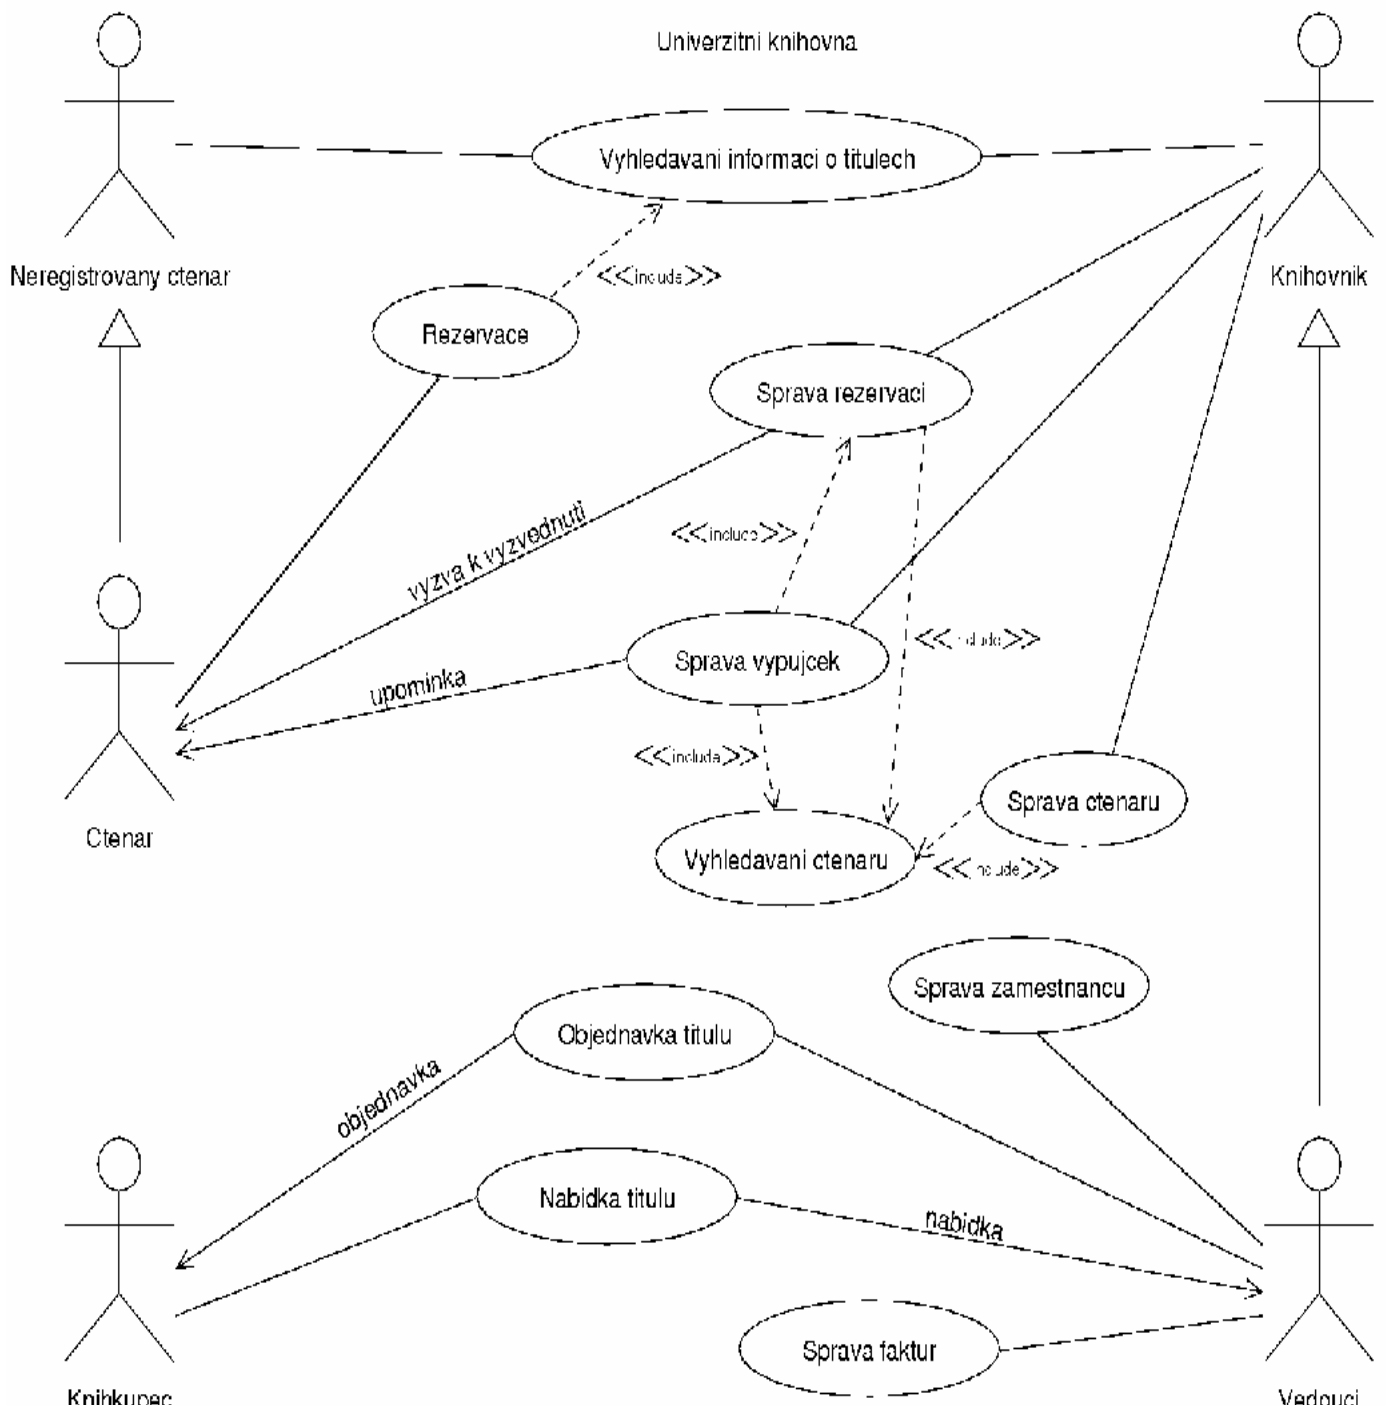 Univerzitni knihovna
Vyhledavani informaci o titulech
Neregistrovany ctenar
<<include>>
Knihovnik
Rezervace
Sprava rezervaci
vyzva k vyzvednuti
<<include>>
<<include>>
Sprava vypujcek
upominka
<<include>>
Sprava ctenaru
Ctenar
Vyhledavani ctenaru
<<include>>
Sprava zamestnancu
Objednavka titulu
objednavka
Nabidka titulu
nabidka
Sprava faktur
Knihkupec
Vedouci